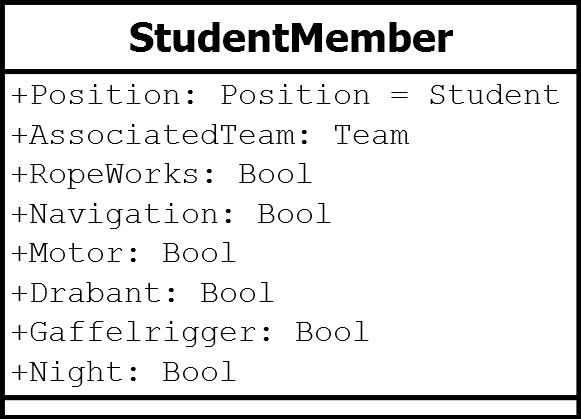 StudentMember
+Position: Position = Student
+AssociatedTeam: Team
+RopeWorks: Bool
+Navigation: Bool
+Motor: Bool
+Drabant: Bool
+Gaffelrigger: Bool
+Night: Bool